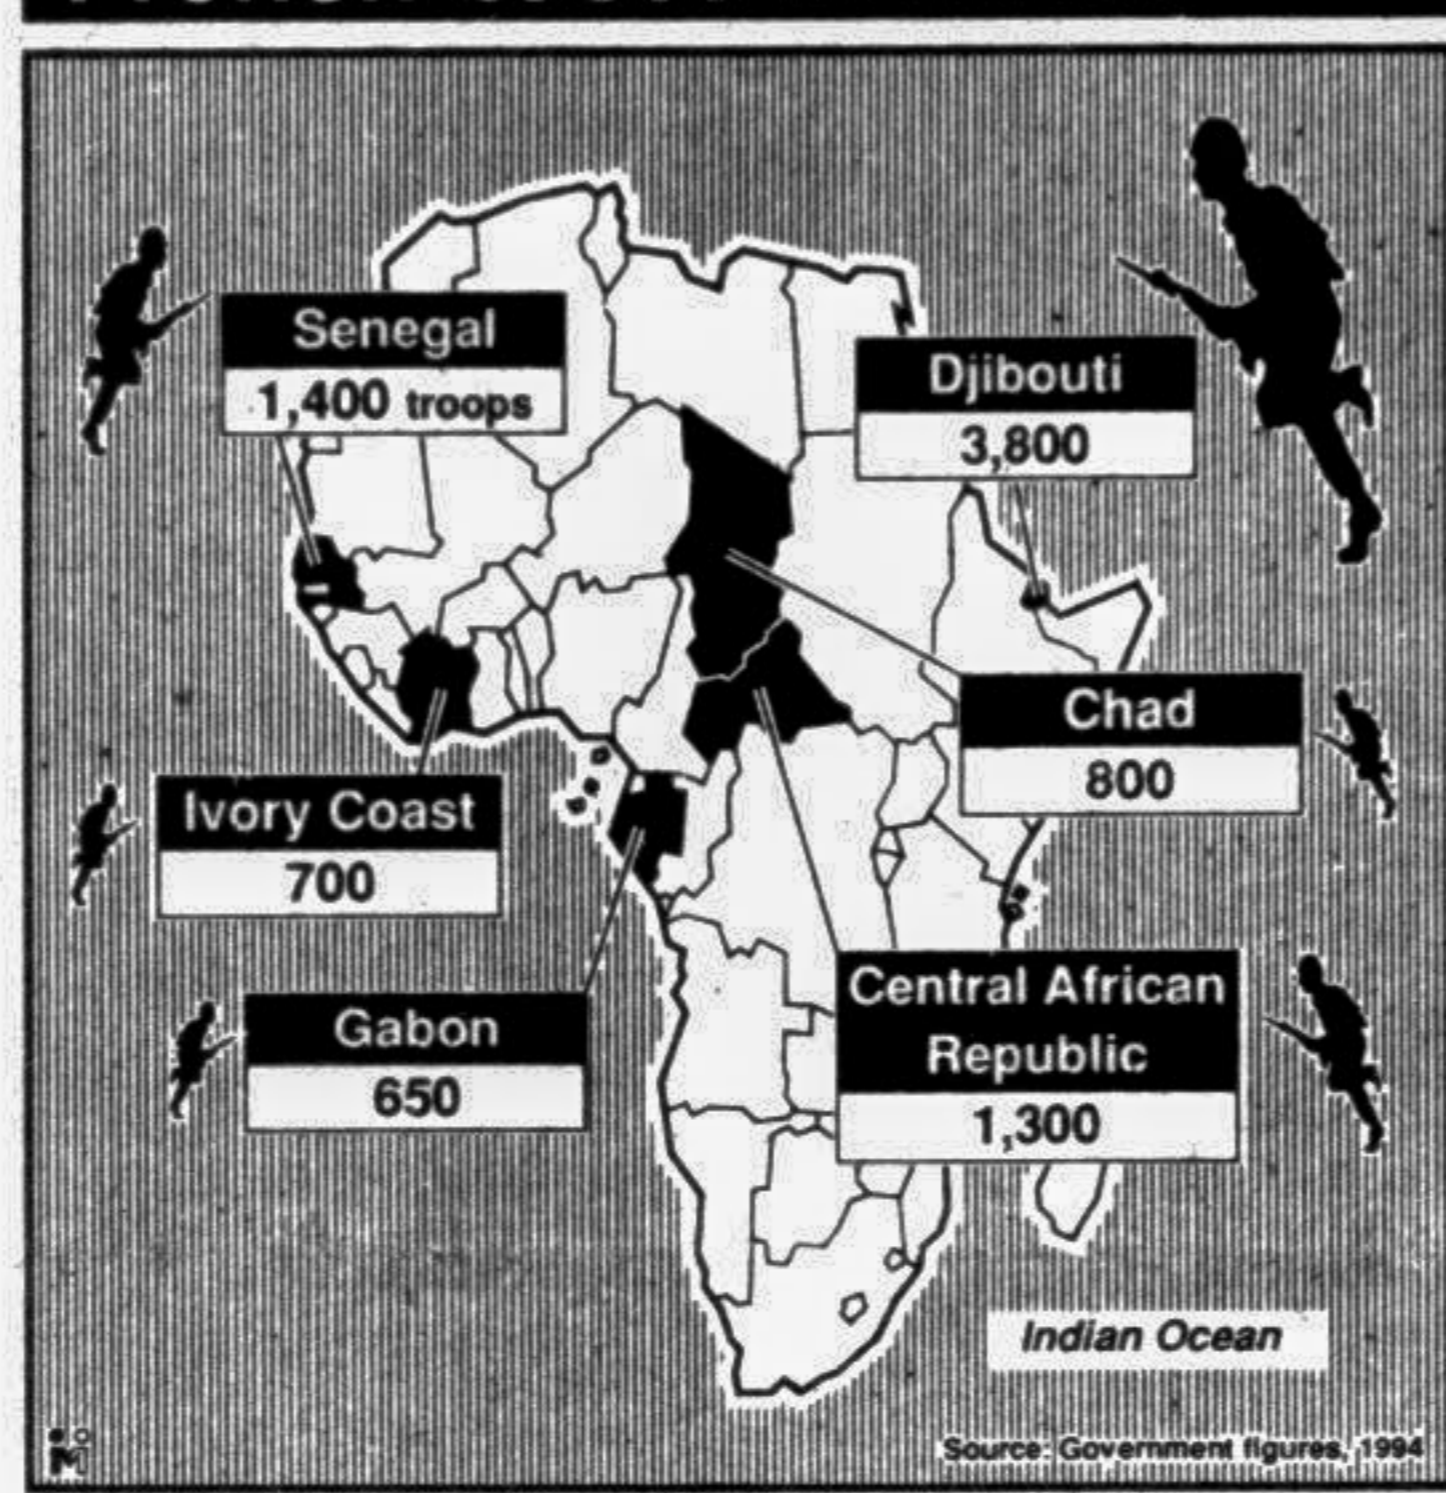 Senegal
1,400 troops
Djibouti
3,800
Chad
800
Ivory Coast
700
Central African
Republic
1,300
Gabon
650
Indian Ocean
Source: Government figures, 1994